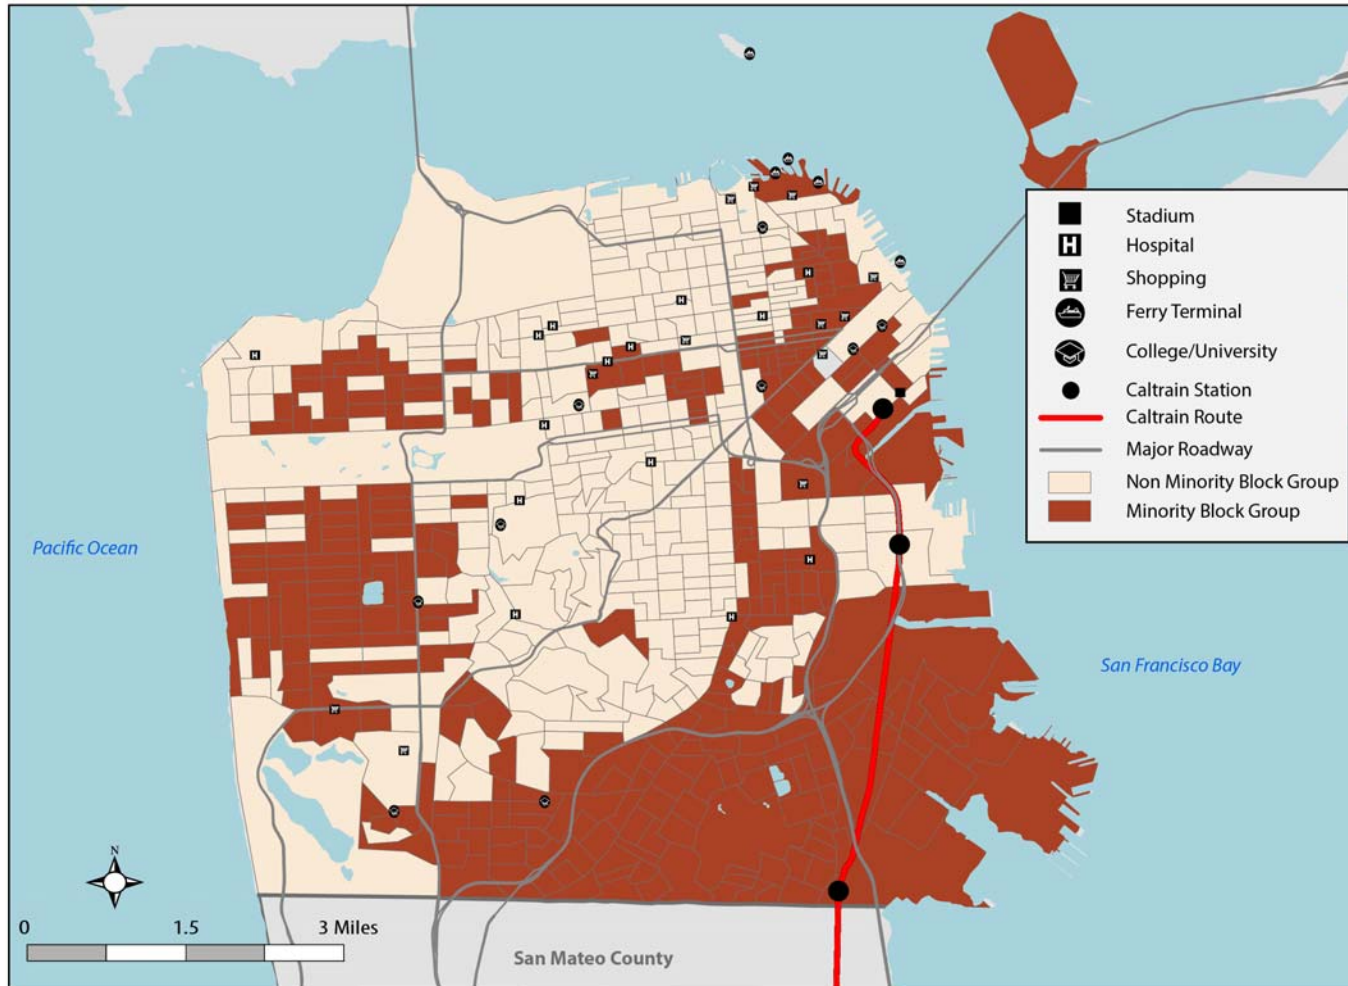 Stadium
H Hospital
Shopping
Ferry Terminal
College/University
Caltrain Station
Caltrain Route
Major Roadway
Non Minority Block Group
Minority Block Group
Pacific Ocean
San Francisco Bay
N
0 1.5 3 Miles
San Mateo County
H
H
H
H
H
H
H
H
H
H
H
H
H
H